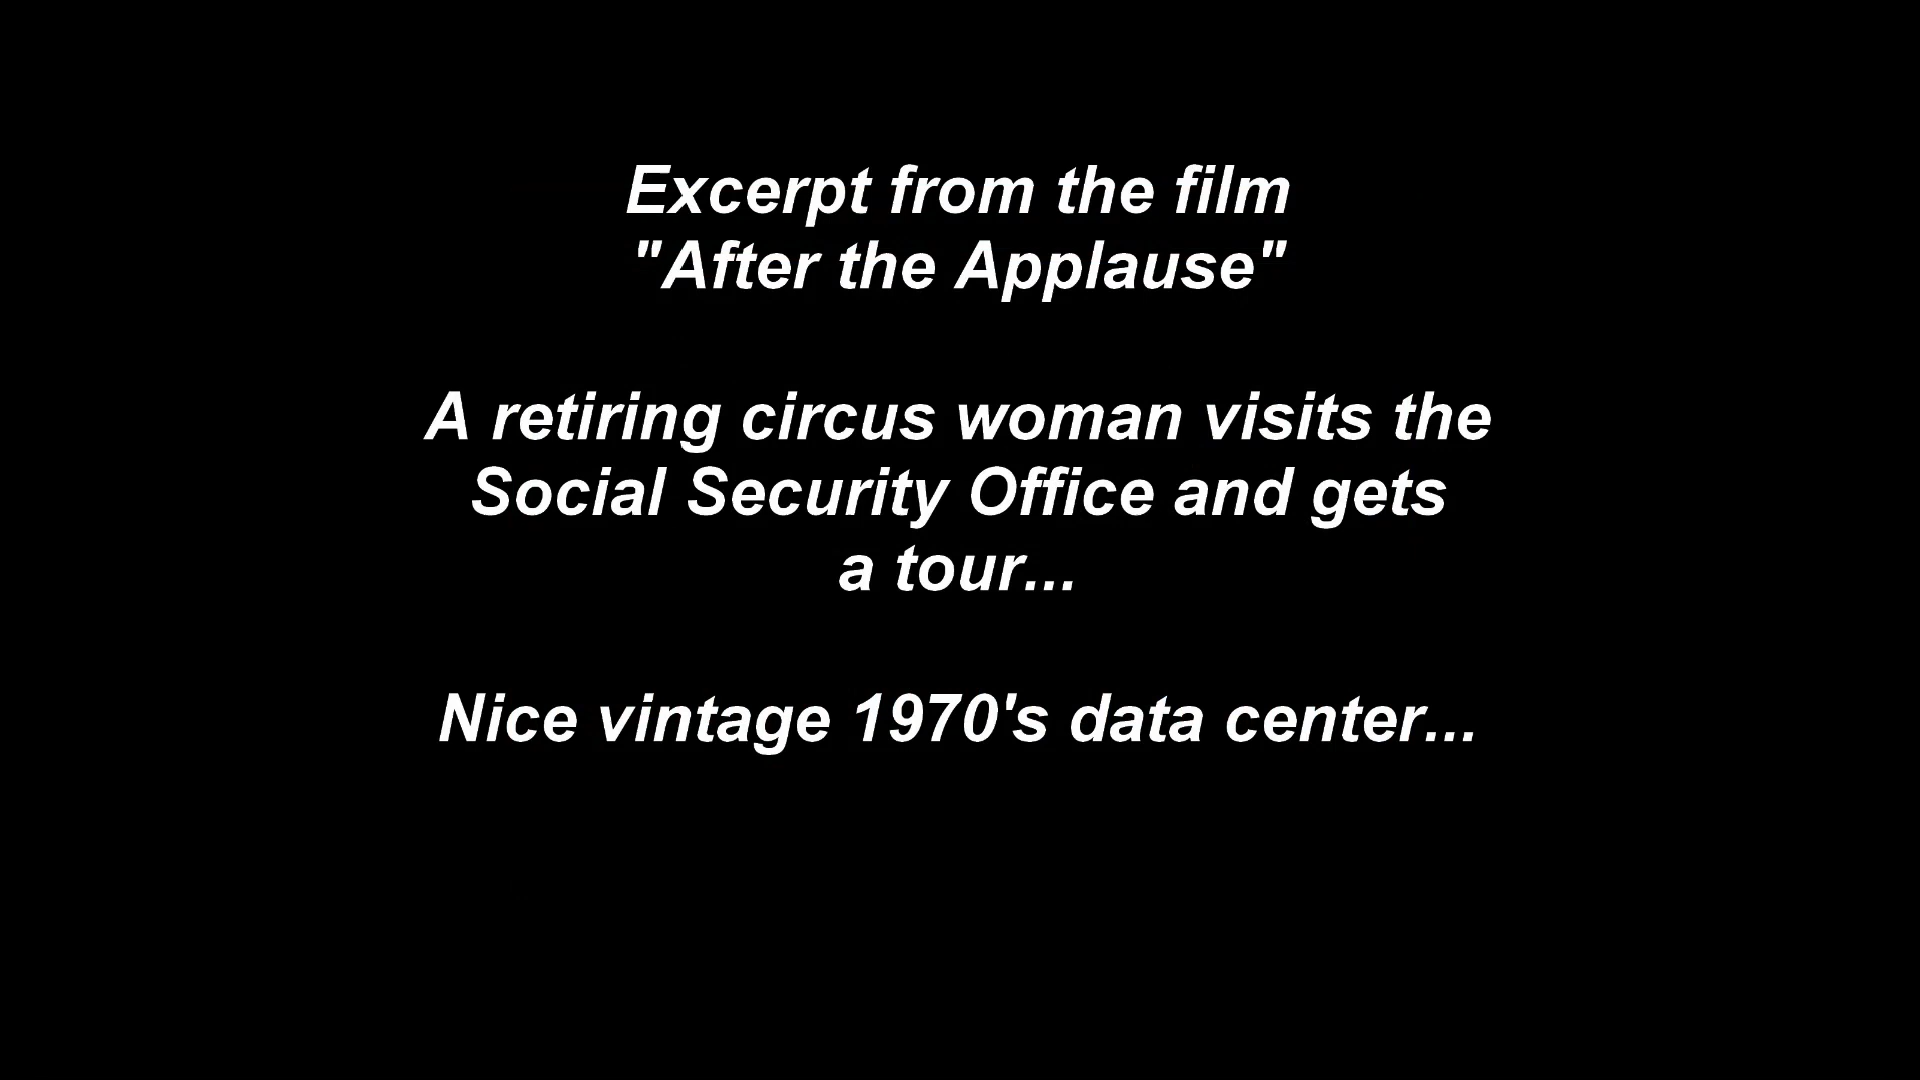 Excerpt from the film
"After the Applause"
A retiring circus woman visits the
Social Security Office and gets
a tour...
Nice vintage 1970's data center...